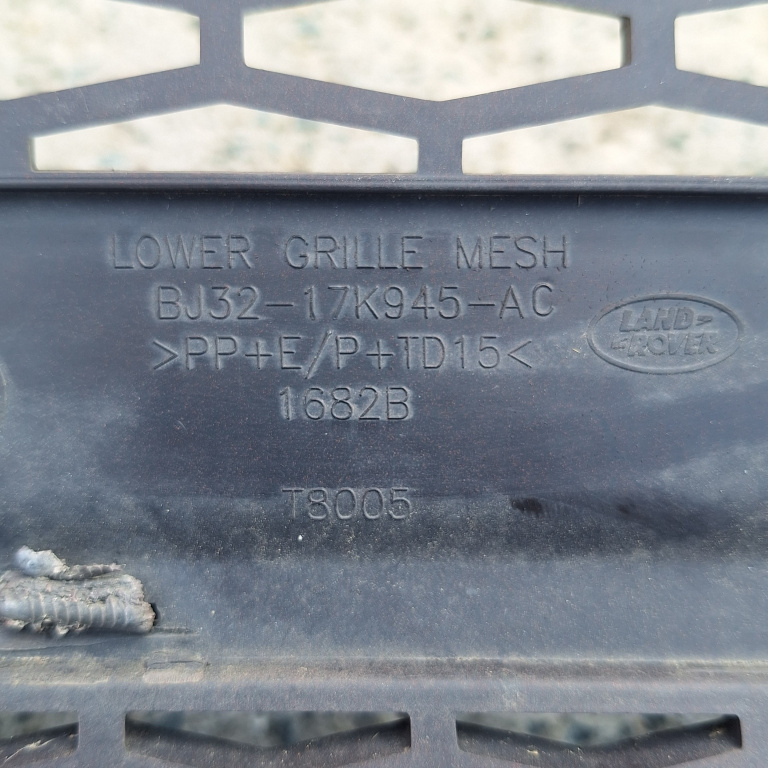 LOWER GRILLE MESH
BJ32-17K945-AC
>PP+E/P+TD15<
1682B
T8005
LAND-
ROVER